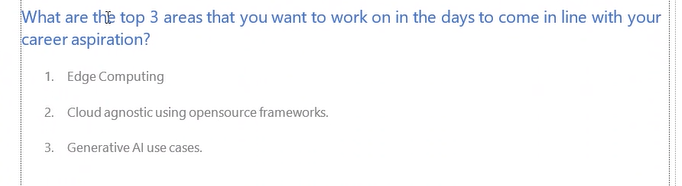 What are the top 3 areas that you want to work on in the days to come in line with your
career aspiration?
1. Edge Computing
2. Cloud agnostic using opensource frameworks.
3. Generative AI use cases.